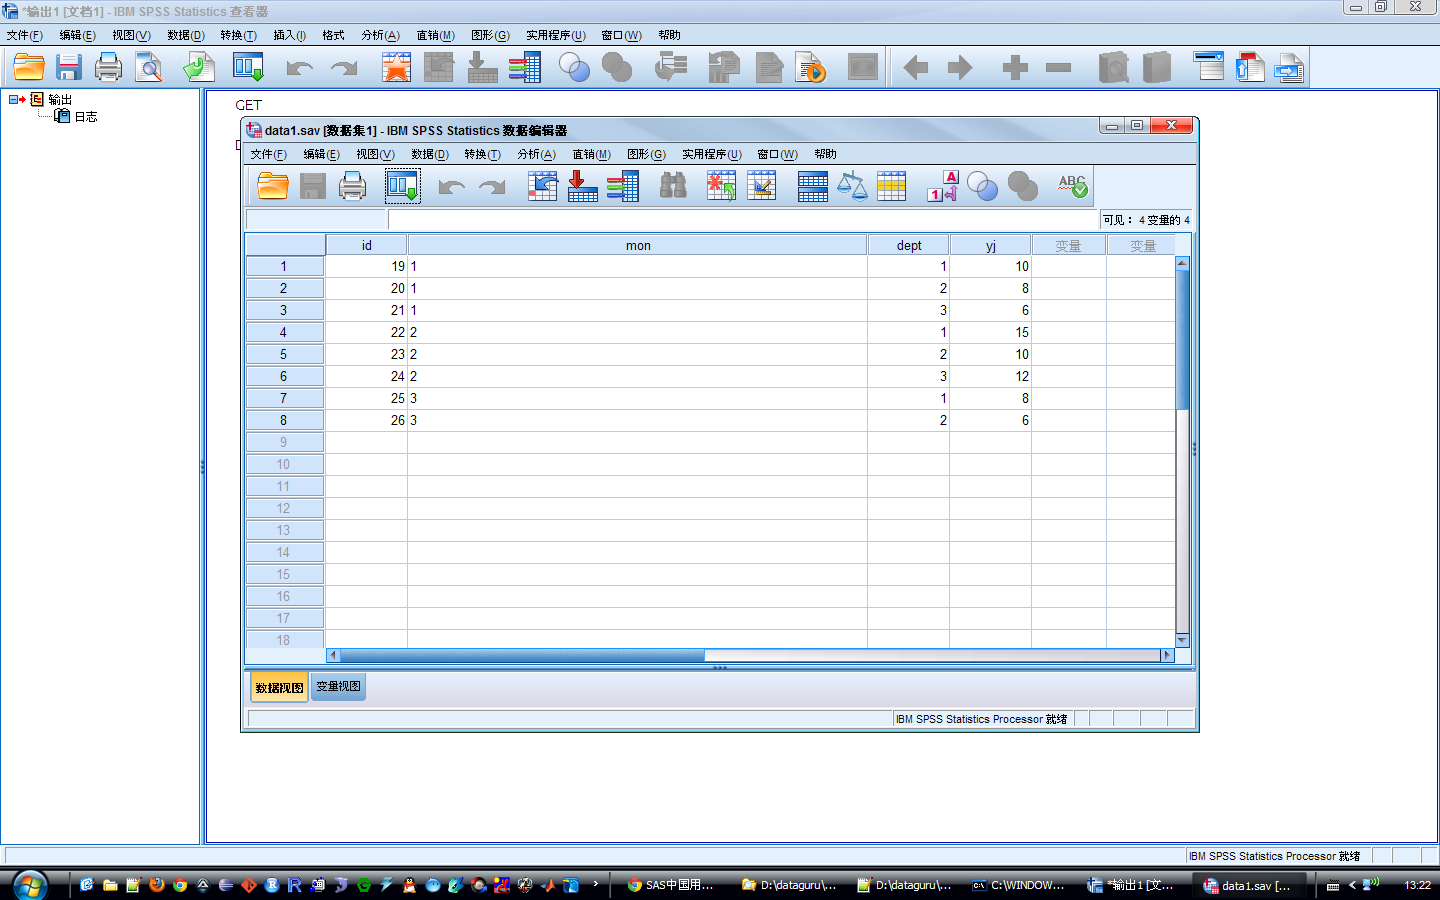 *输出1 [文档1] - IBM SPSS Statistics 查看器
文件(F) 编辑(E) 视图(V) 数据(D) 转换(T) 插入(I) 格式 分析(A) 直销(M) 图形(G) 实用程序(U) 窗口(W) 帮助
输出
日志
GET
data1.sav [数据集1] - IBM SPSS Statistics 数据编辑器
文件(F) 编辑(E) 视图(V) 数据(D) 转换(T) 分析(A) 直销(M) 图形(G) 实用程序(U) 窗口(W) 帮助
可见： 4 变量的 4
id mon dept yj 变量 变量
1 19 1 1 10
2 20 1 2 8
3 21 1 3 6
4 22 2 1 15
5 23 2 2 10
6 24 2 3 12
7 25 3 1 8
8 26 3 2 6
9
10
11
12
13
14
15
16
17
18
数据视图 变量视图
IBM SPSS Statistics Processor 就绪
IBM SPSS Statistics Processor 就绪
SAS中国用... D:\dataguru\... D:\dataguru\... C:\WINDOW... *输出1 [文... data1.sav [... 13:22